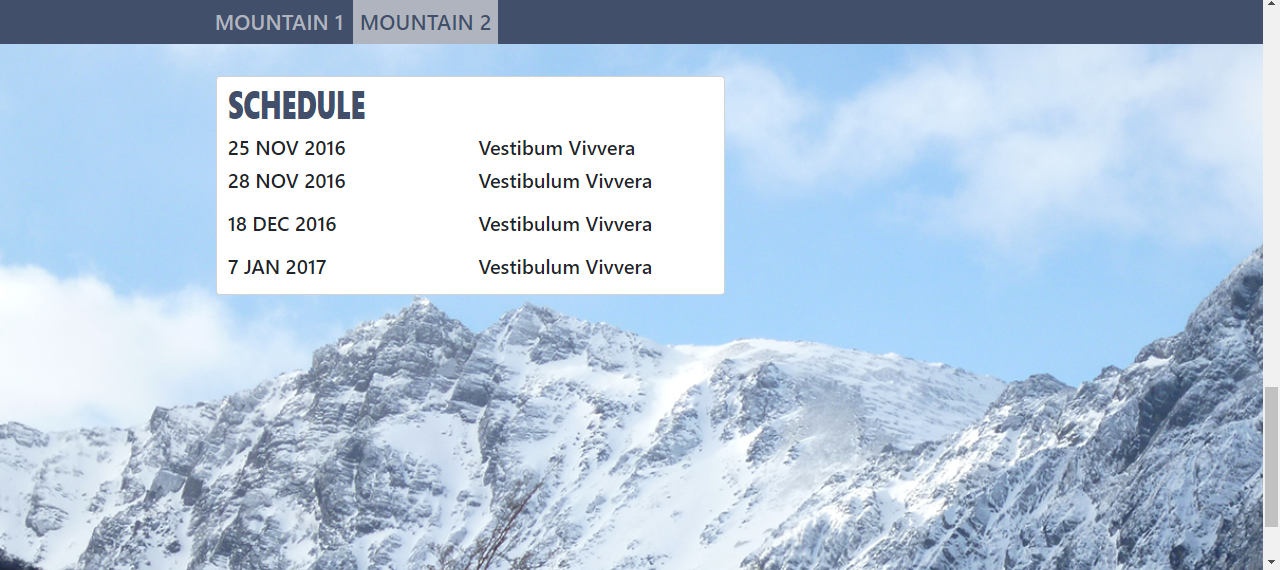 MOUNTAIN 1 MOUNTAIN 2
SCHEDULE
25 NOV 2016 Vestibum Vivvera
28 NOV 2016 Vestibulum Vivvera
18 DEC 2016 Vestibulum Vivvera
7 JAN 2017 Vestibulum Vivvera